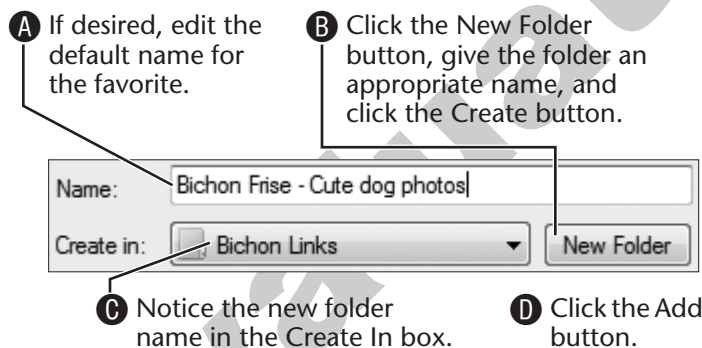 A If desired, edit the
default name for
the favorite.
B Click the New Folder
button, give the folder an
appropriate name, and
click the Create button.
Name: Bichon Frise - Cute dog photos
Create in: Bichon Links New Folder
C Notice the new folder
name in the Create In box.
D Click the Add
button.